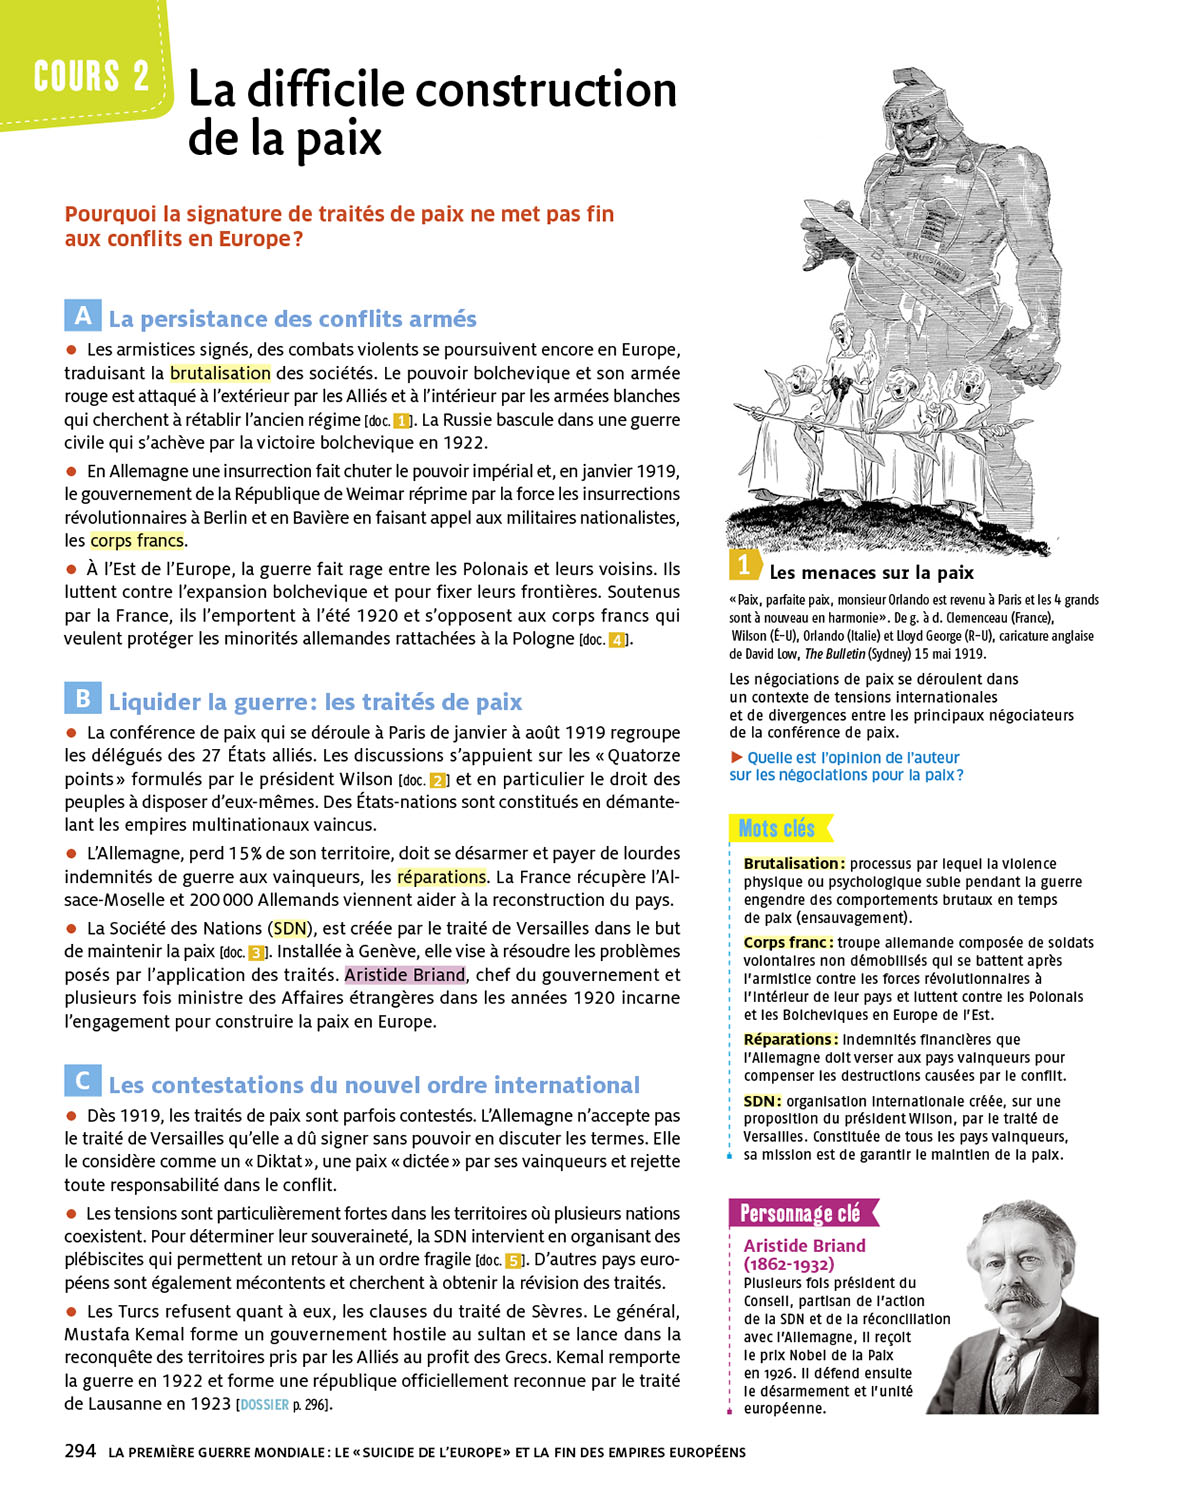 COURS 2
La difficile construction
de la paix
Pourquoi la signature de traités de paix ne met pas fin
aux conflits en Europe ?
A La persistance des conflits armés
• Les armistices signés, des combats violents se poursuivent encore en Europe,
traduisant la brutalisation des sociétés. Le pouvoir bolchevique et son armée
rouge est attaqué à l'extérieur par les Alliés et à l'intérieur par les armées blanches
qui cherchent à rétablir l'ancien régime [doc. 1]. La Russie bascule dans une guerre
civile qui s'achève par la victoire bolchevique en 1922.
• En Allemagne une insurrection fait chuter le pouvoir impérial et, en janvier 1919,
le gouvernement de la République de Weimar réprime par la force les insurrections
révolutionnaires à Berlin et en Bavière en faisant appel aux militaires nationalistes,
les corps francs.
• À l'Est de l'Europe, la guerre fait rage entre les Polonais et leurs voisins. Ils
luttent contre l'expansion bolchevique et pour fixer leurs frontières. Soutenus
par la France, ils l'emportent à l'été 1920 et s'opposent aux corps francs qui
veulent protéger les minorités allemandes rattachées à la Pologne [doc. 4].
B Liquider la guerre : les traités de paix
• La conférence de paix qui se déroule à Paris de janvier à août 1919 regroupe
les délégués des 27 États alliés. Les discussions s'appuient sur les « Quatorze
points » formulés par le président Wilson [doc. 2] et en particulier le droit des
peuples à disposer d'eux-mêmes. Des États-nations sont constitués en démante-
lant les empires multinationaux vaincus.
• L'Allemagne, perd 15 % de son territoire, doit se désarmer et payer de lourdes
indemnités de guerre aux vainqueurs, les réparations. La France récupère l'Al-
sace-Moselle et 200 000 Allemands viennent aider à la reconstruction du pays.
• La Société des Nations (SDN), est créée par le traité de Versailles dans le but
de maintenir la paix [doc. 3]. Installée à Genève, elle vise à résoudre les problèmes
posés par l'application des traités. Aristide Briand, chef du gouvernement et
plusieurs fois ministre des Affaires étrangères dans les années 1920 incarne
l'engagement pour construire la paix en Europe.
C Les contestations du nouvel ordre international
• Dès 1919, les traités de paix sont parfois contestés. L'Allemagne n'accepte pas
le traité de Versailles qu'elle a dû signer sans pouvoir en discuter les termes. Elle
le considère comme un « Diktat », une paix « dictée » par ses vainqueurs et rejette
toute responsabilité dans le conflit.
• Les tensions sont particulièrement fortes dans les territoires où plusieurs nations
coexistent. Pour déterminer leur souveraineté, la SDN intervient en organisant des
plébiscites qui permettent un retour à un ordre fragile [doc. 5]. D'autres pays euro-
péens sont également mécontents et cherchent à obtenir la révision des traités.
• Les Turcs refusent quant à eux, les clauses du traité de Sèvres. Le général,
Mustafa Kemal forme un gouvernement hostile au sultan et se lance dans la
reconquête des territoires pris par les Alliés au profit des Grecs. Kemal remporte
la guerre en 1922 et forme une république officiellement reconnue par le traité
de Lausanne en 1923 [DOSSIER p. 296].
WAR
PRUSSIANISM
1 Les menaces sur la paix
« Paix, parfaite paix, monsieur Orlando est revenu à Paris et les 4 grands
sont à nouveau en harmonie ». De g. à d. Clemenceau (France),
Wilson (É-U), Orlando (Italie) et Lloyd George (R-U), caricature anglaise
de David Low, The Bulletin (Sydney) 15 mai 1919.
Les négociations de paix se déroulent dans
un contexte de tensions internationales
et de divergences entre les principaux négociateurs
de la conférence de paix.
▶ Quelle est l'opinion de l'auteur
sur les négociations pour la paix ?
Mots clés
Brutalisation : processus par lequel la violence
physique ou psychologique subie pendant la guerre
engendre des comportements brutaux en temps
de paix (ensauvagement).
Corps franc : troupe allemande composée de soldats
volontaires non démobilisés qui se battent après
l'armistice contre les forces révolutionnaires à
l'intérieur de leur pays et luttent contre les Polonais
et les Bolcheviques en Europe de l'Est.
Réparations : indemnités financières que
l'Allemagne doit verser aux pays vainqueurs pour
compenser les destructions causées par le conflit.
SDN : organisation internationale créée, sur une
proposition du président Wilson, par le traité de
Versailles. Constituée de tous les pays vainqueurs,
sa mission est de garantir le maintien de la paix.
Personnage clé
Aristide Briand
(1862-1932)
Plusieurs fois président du
Conseil, partisan de l'action
de la SDN et de la réconciliation
avec l'Allemagne, il reçoit
le prix Nobel de la Paix
en 1926. Il défend ensuite
le désarmement et l'unité
européenne.
294 LA PREMIÈRE GUERRE MONDIALE : LE « SUICIDE DE L'EUROPE » ET LA FIN DES EMPIRES EUROPÉENS